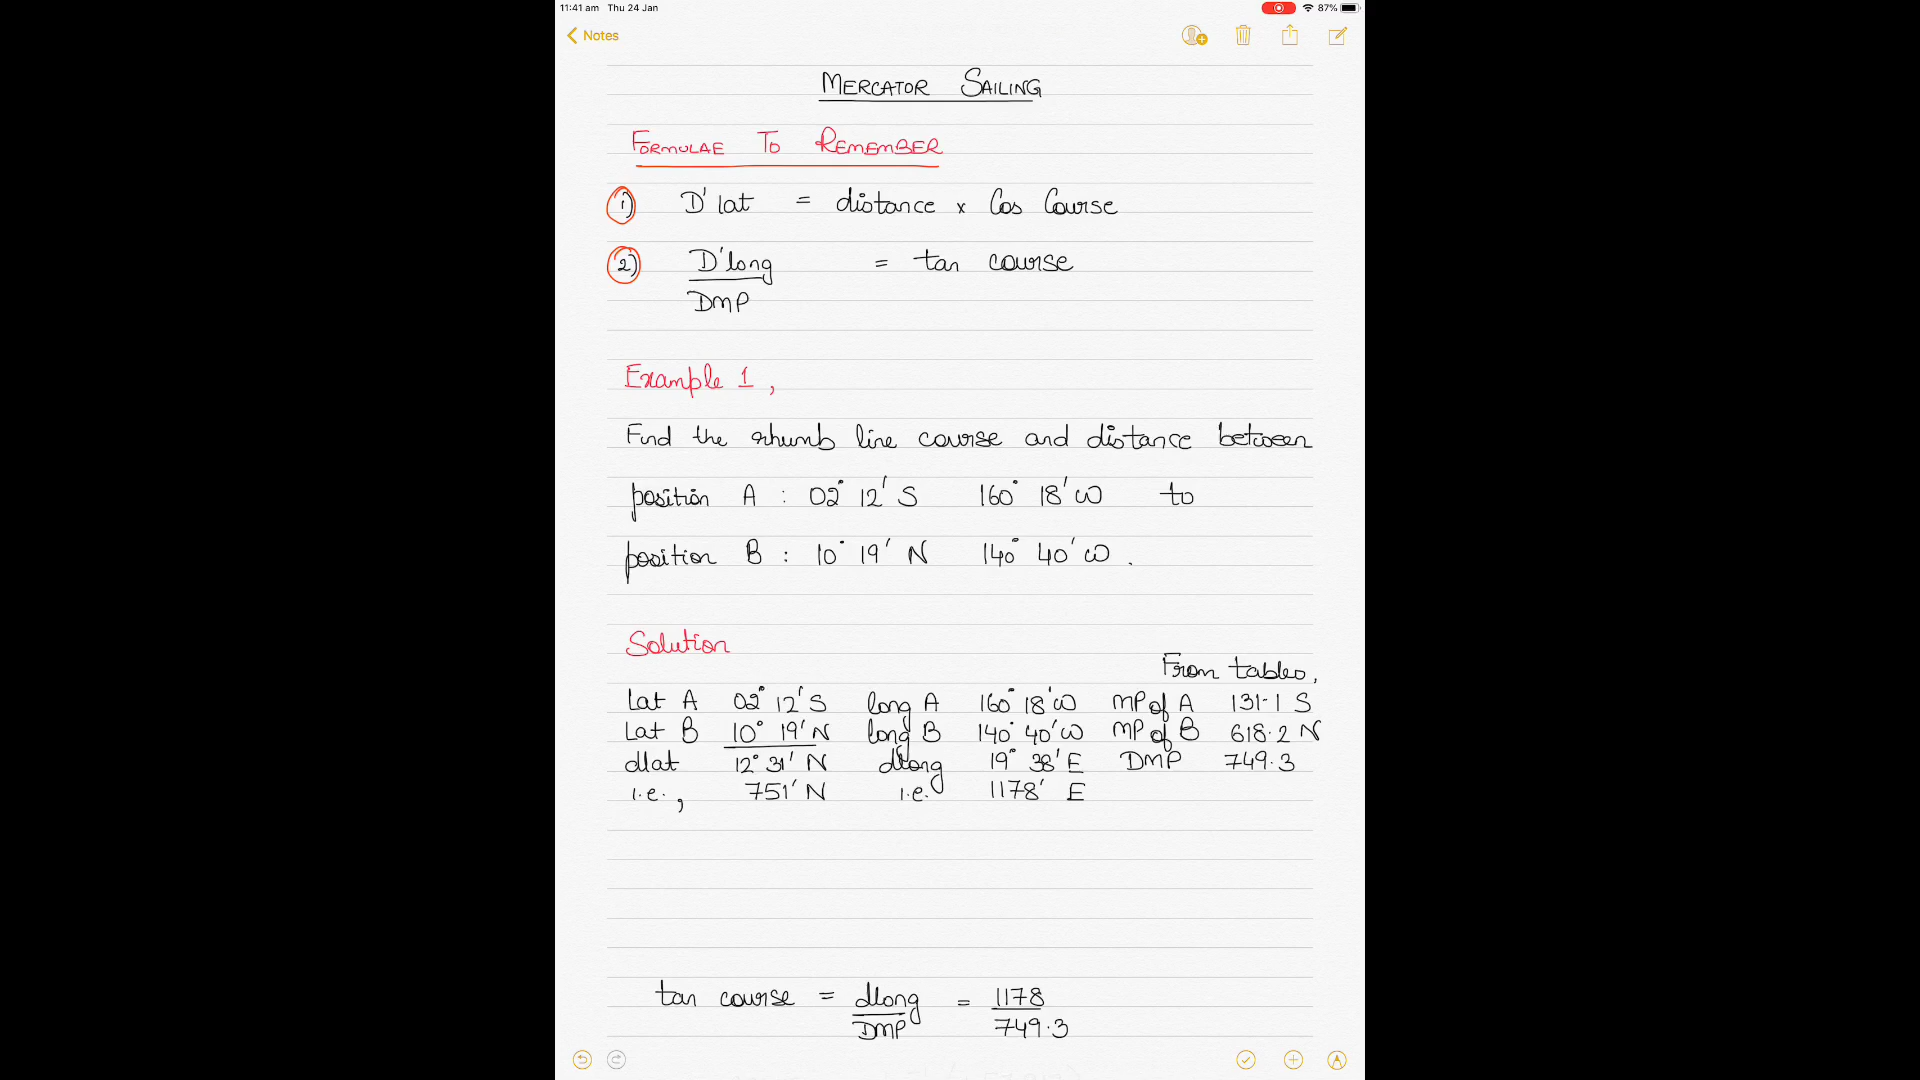 11:41 am Thu 24 Jan 87%
Notes
MERCATOR SAILING
FORMULAE TO REMEMBER
1) D'lat = distance x Cos Course
2) D'long = tan course
DMP
Example 1,
Find the rhumb line course and distance between
position A : 02° 12' S 160° 18' W to
position B : 10° 19' N 140° 40' W .
Solution
From tables,
Lat A 02° 12' S long A 160° 18' W MP of A 131.1 S
Lat B 10° 19' N long B 140° 40' W MP of B 618.2 N
dlat 12° 31' N dlong 19° 38' E DMP 749.3
i.e., 751' N i.e. 1178' E
tan course = dlong = 1178
DMP 749.3